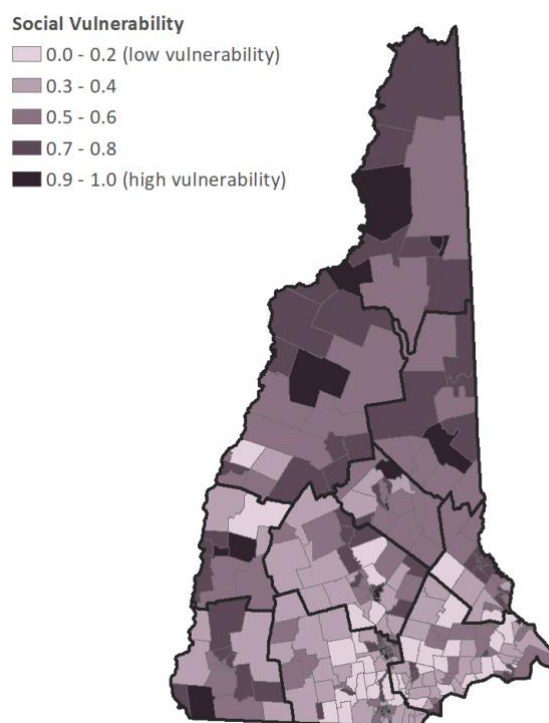 Social Vulnerability
0.0 - 0.2 (low vulnerability)
0.3 - 0.4
0.5 - 0.6
0.7 - 0.8
0.9 - 1.0 (high vulnerability)